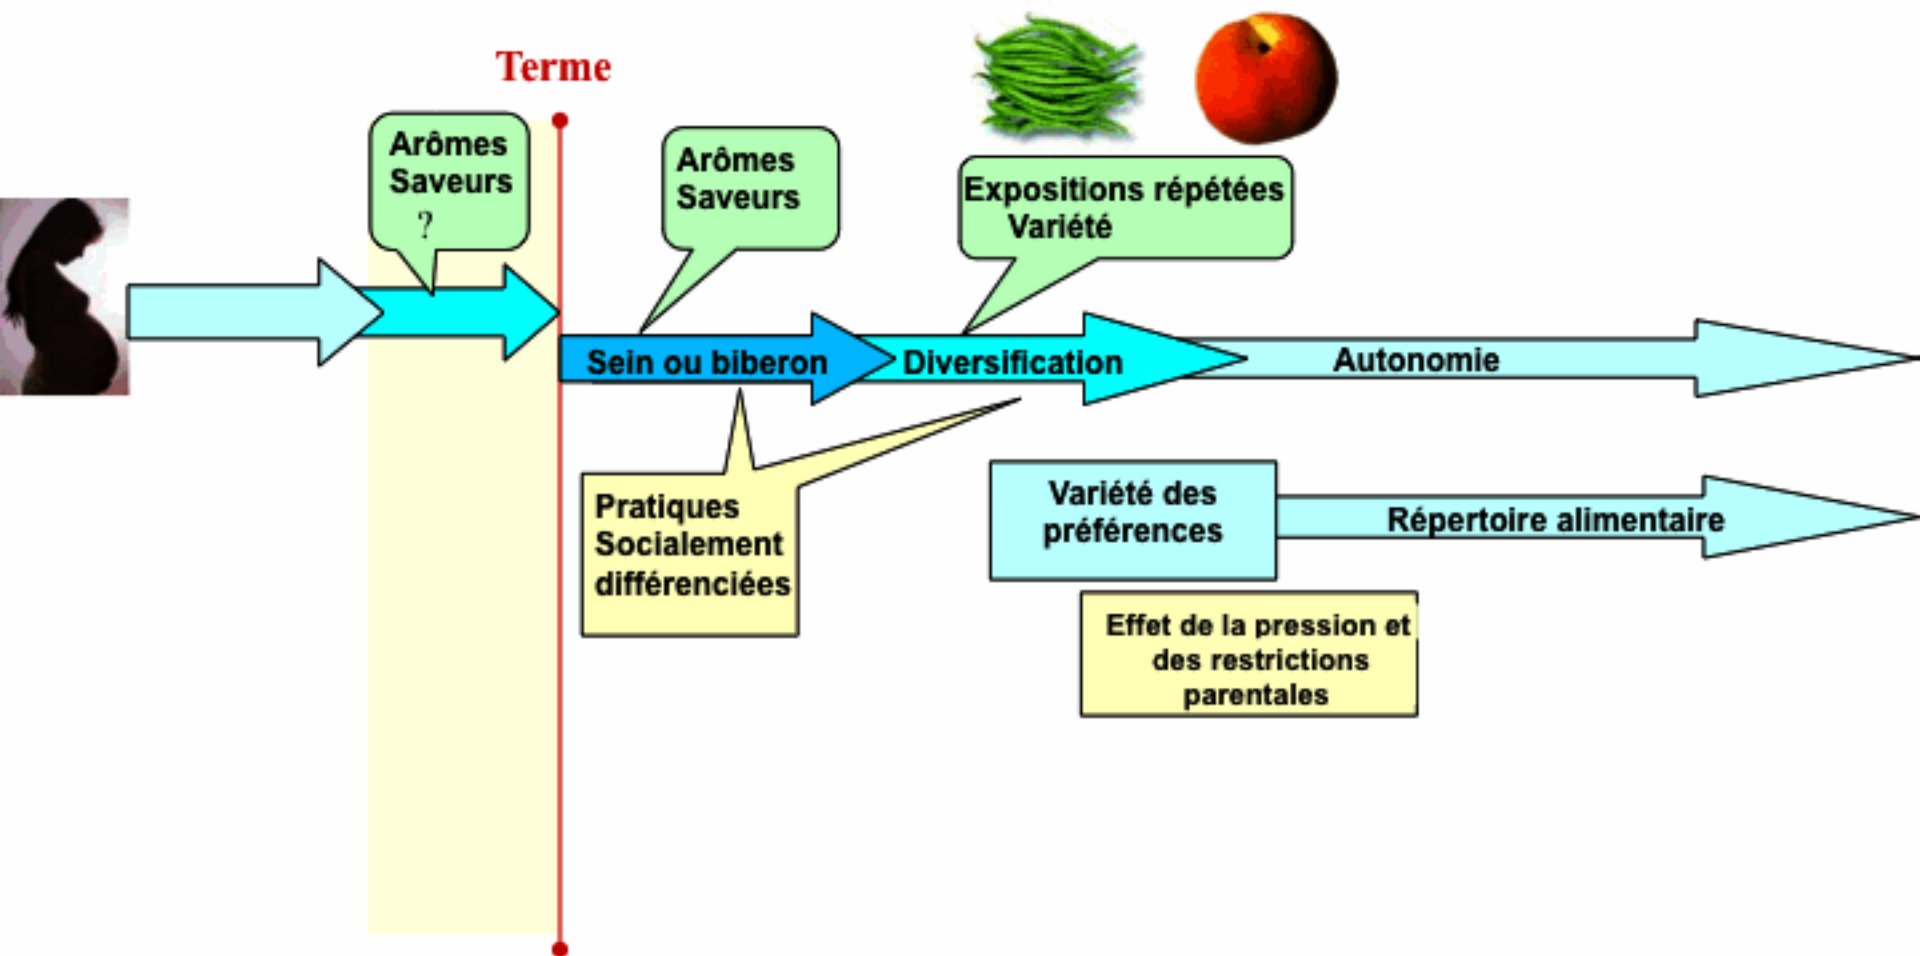 Terme
Arômes
Saveurs
?
Arômes
Saveurs
Expositions répétées
Variété
Sein ou biberon
Diversification
Autonomie
Pratiques
Socialement
différenciées
Variété des
préférences
Répertoire alimentaire
Effet de la pression et
des restrictions
parentales